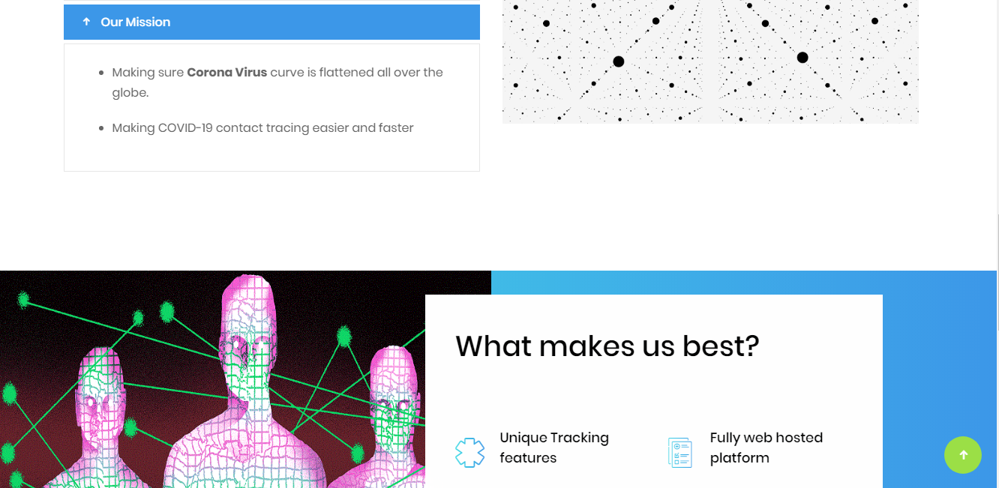 Our Mission
Making sure Corona Virus curve is flattened all over the
globe.
Making COVID-19 contact tracing easier and faster
What makes us best?
Unique Tracking
features
Fully web hosted
platform